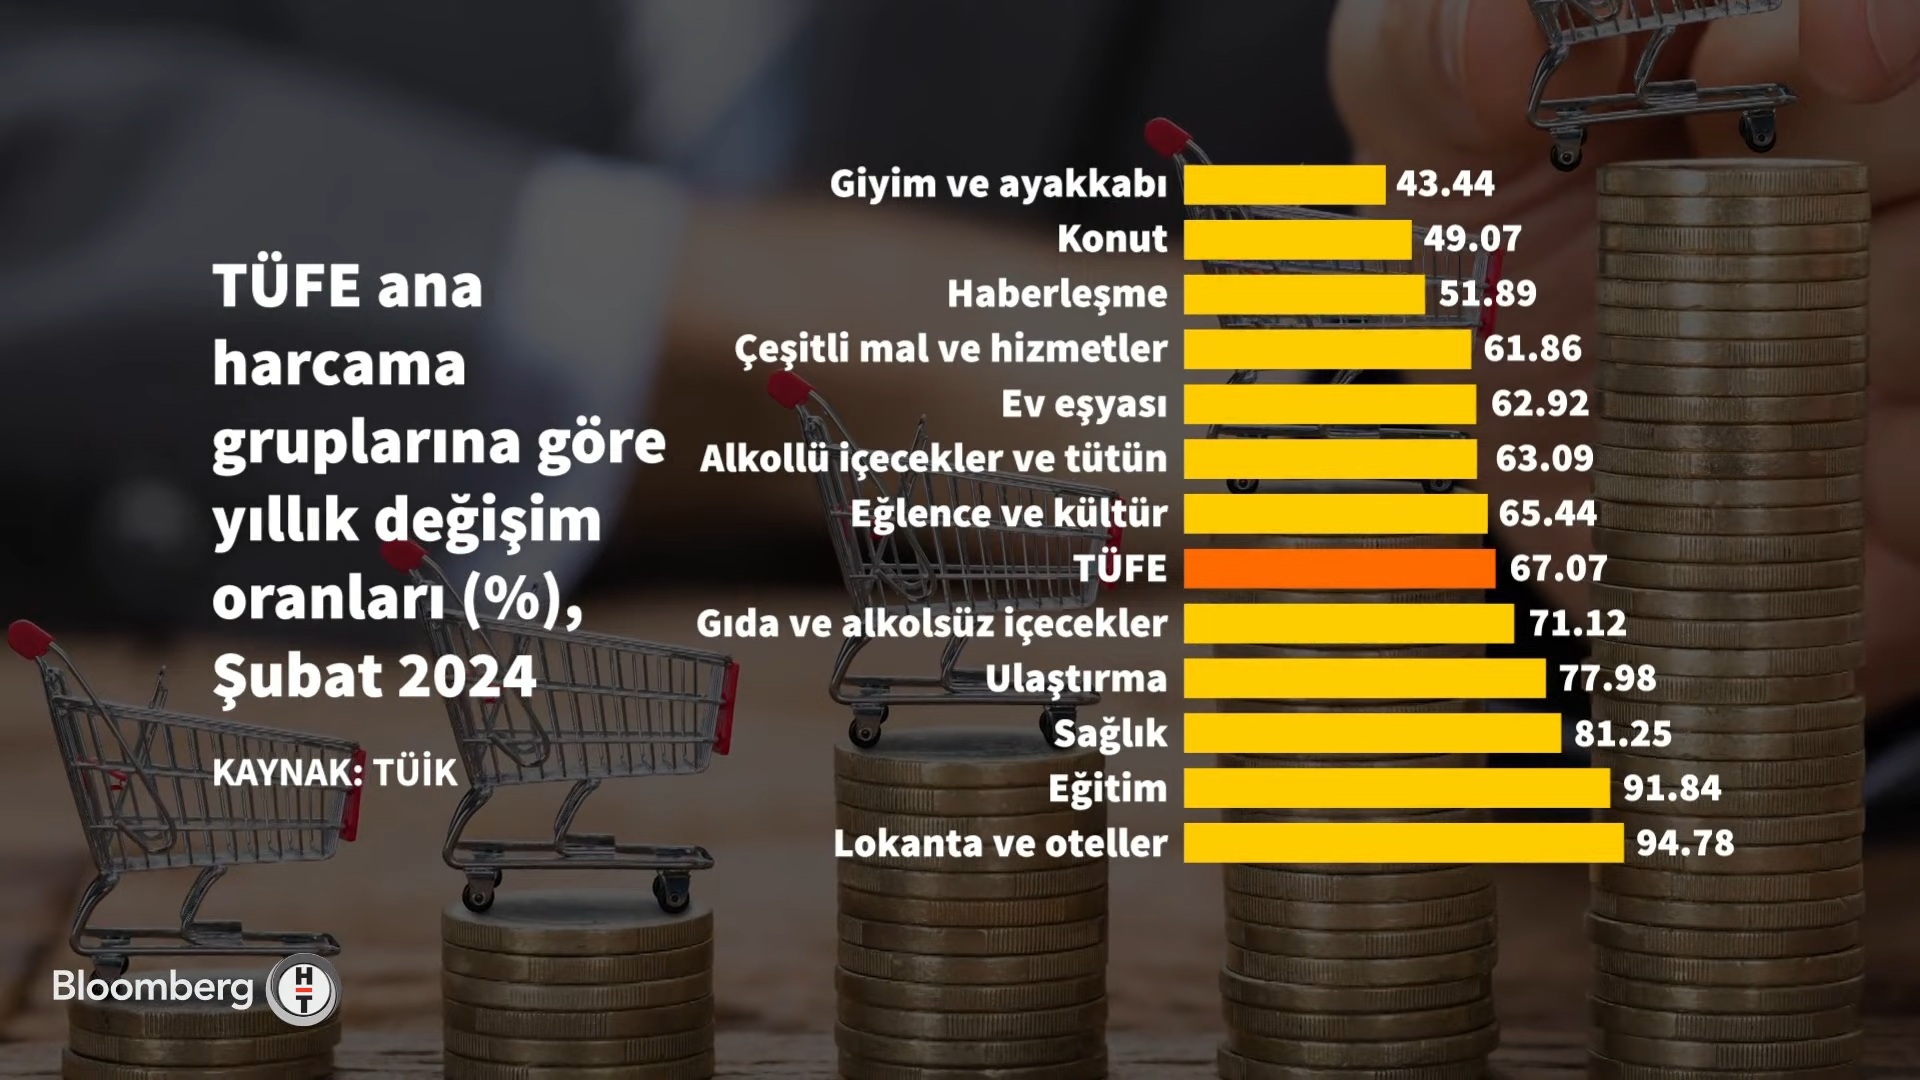 TÜFE ana
harcama
gruplarına göre
yıllık değişim
oranları (%),
Şubat 2024
KAYNAK: TÜİK
Giyim ve ayakkabı 43.44
Konut 49.07
Haberleşme 51.89
Çeşitli mal ve hizmetler 61.86
Ev eşyası 62.92
Alkollü içecekler ve tütün 63.09
Eğlence ve kültür 65.44
TÜFE 67.07
Gıda ve alkolsüz içecekler 71.12
Ulaştırma 77.98
Sağlık 81.25
Eğitim 91.84
Lokanta ve oteller 94.78
Bloomberg HT